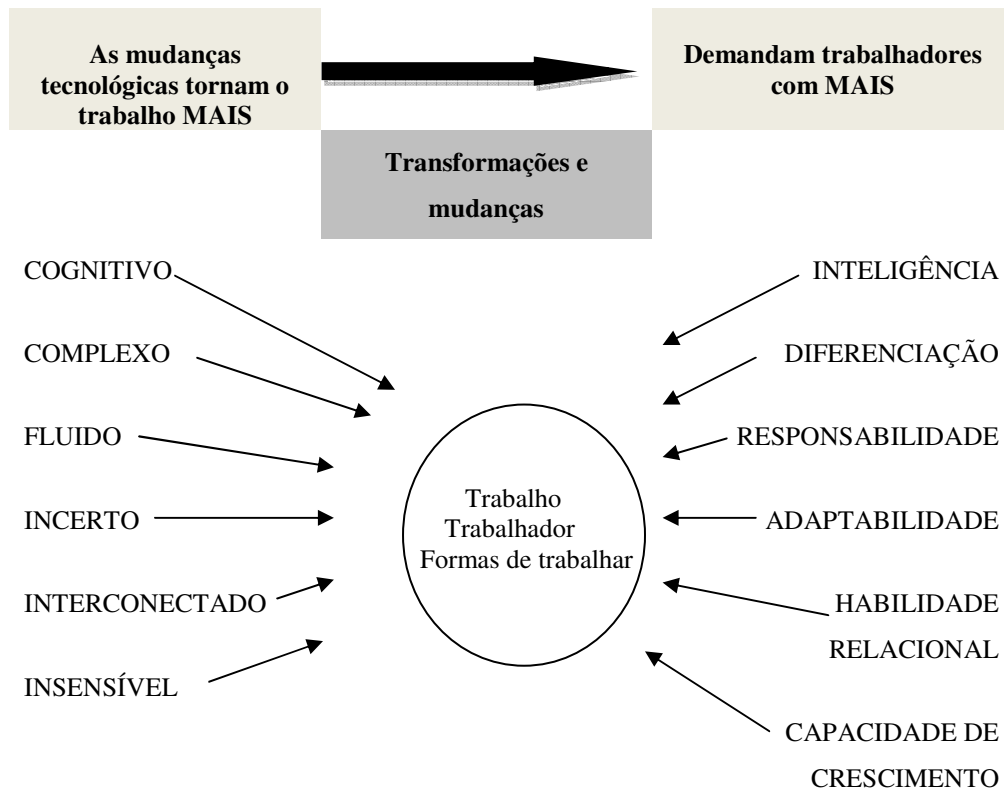 As mudanças
tecnológicas tornam o
trabalho MAIS
Demandam trabalhadores
com MAIS
Transformações e
mudanças
COGNITIVO
COMPLEXO
FLUIDO
INCERTO
INTERCONECTADO
INSENSÍVEL
Trabalho
Trabalhador
Formas de trabalhar
INTELIGÊNCIA
DIFERENCIAÇÃO
RESPONSABILIDADE
ADAPTABILIDADE
HABILIDADE
RELACIONAL
CAPACIDADE DE
CRESCIMENTO